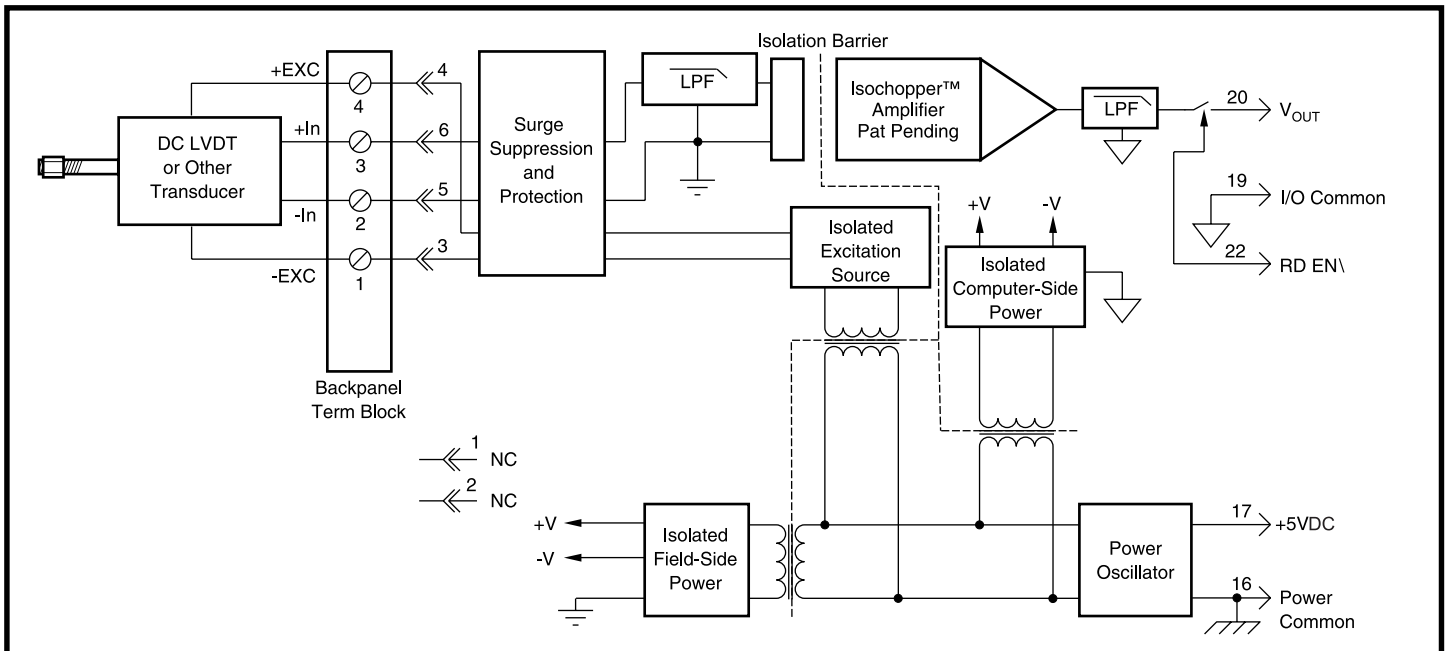 Isolation Barrier
+EXC
4
4
LPF
Isochopper™
Amplifier
Pat Pending
LPF
20
VOUT
DC LVDT
or Other
Transducer
+In
3
6
Surge
Suppression
and
Protection
-In
2
5
19
I/O Common
-EXC
1
3
Isolated
Excitation
Source
+V
-V
Isolated
Computer-Side
Power
22
RD EN\
Backpanel
Term Block
1
NC
2
NC
+V
-V
Isolated
Field-Side
Power
Power
Oscillator
17
+5VDC
16
Power
Common